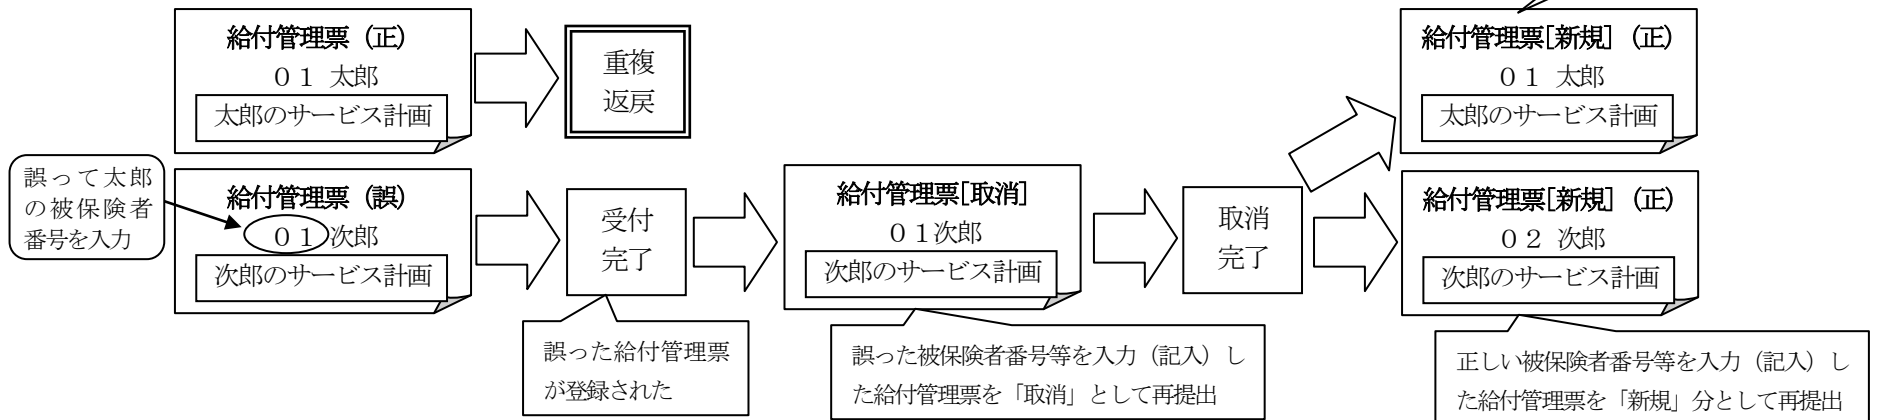 給付管理票（正）
０１ 太郎
太郎のサービス計画
重複
返戻
給付管理票[新規]（正）
０１ 太郎
太郎のサービス計画
誤って太郎
の被保険者
番号を入力
給付管理票（誤）
０１次郎
次郎のサービス計画
受付
完了
給付管理票[取消]
０１次郎
次郎のサービス計画
取消
完了
給付管理票[新規]（正）
０２ 次郎
次郎のサービス計画
誤った給付管理票
が登録された
誤った被保険者番号等を入力（記入）し
た給付管理票を「取消」として再提出
正しい被保険者番号等を入力（記入）し
た給付管理票を「新規」分として再提出